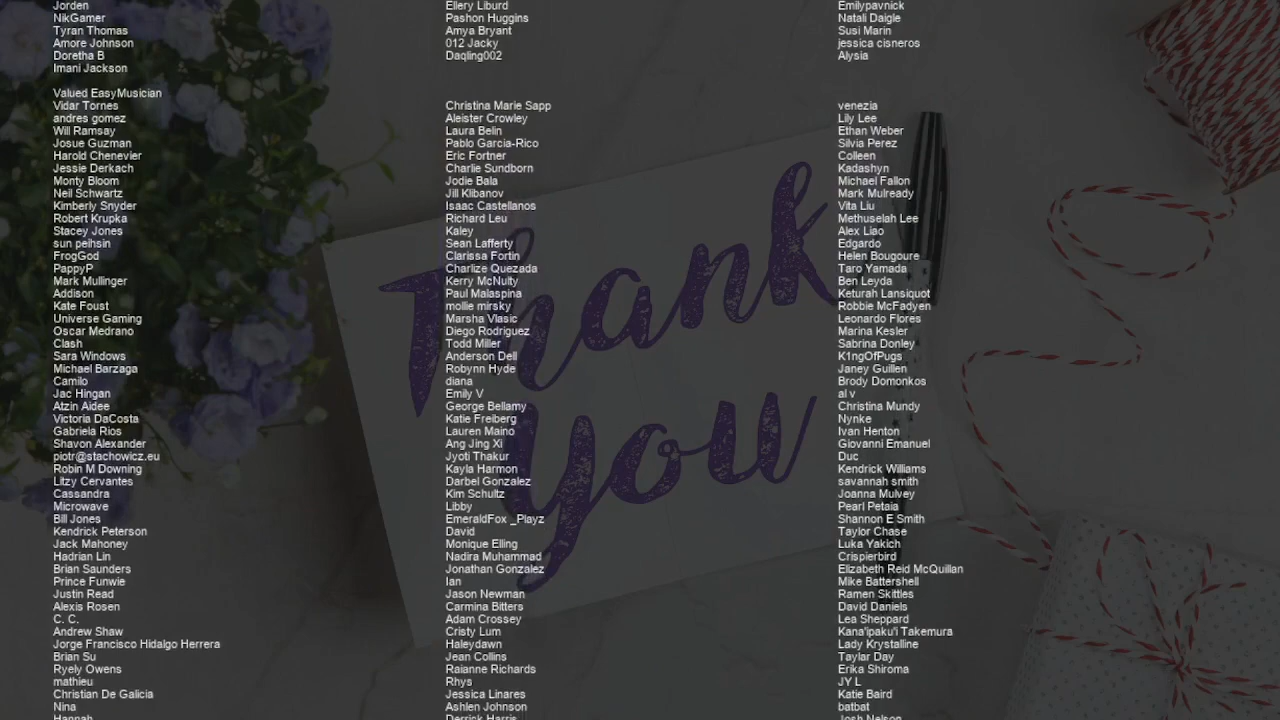 Jorden
NikGamer
Tyran Thomas
Amore Johnson
Doretha B
Imani Jackson
Ellery Liburd
Pashon Huggins
Amya Bryant
012 Jacky
Daqling002
Emilypavnick
Natali Daigle
Susi Marin
jessica cisneros
Alysia
Valued EasyMusician
Vidar Tornes
andres gomez
Will Ramsay
Josue Guzman
Harold Chenevier
Jessie Derkach
Monty Bloom
Neil Schwartz
Kimberly Snyder
Robert Krupka
Stacey Jones
sun peihsin
FrogGod
PappyP
Mark Mullinger
Addison
Kate Foust
Universe Gaming
Oscar Medrano
Clash
Sara Windows
Michael Barzaga
Camilo
Jac Hingan
Atzin Aidee
Victoria DaCosta
Gabriela Rios
Shavon Alexander
piotr@stachowicz.eu
Robin M Downing
Litzy Cervantes
Cassandra
Microwave
Bill Jones
Kendrick Peterson
Jack Mahoney
Hadrian Lin
Brian Saunders
Prince Funwie
Justin Read
Alexis Rosen
C. C.
Andrew Shaw
Jorge Francisco Hidalgo Herrera
Brian Su
Ryely Owens
mathieu
Christian De Galicia
Nina
Hannah
Christina Marie Sapp
Aleister Crowley
Laura Belin
Pablo Garcia-Rico
Eric Fortner
Charlie Sundborn
Jodie Bala
Jill Klibanov
Isaac Castellanos
Richard Leu
Kaley
Sean Lafferty
Clarissa Fortin
Charlize Quezada
Kerry McNulty
Paul Malaspina
mollie mirsky
Marsha Vlasic
Diego Rodriguez
Todd Miller
Anderson Dell
Robynn Hyde
diana
Emily V
George Bellamy
Katie Freiberg
Lauren Maino
Ang Jing Xi
Jyoti Thakur
Kayla Harmon
Darbel Gonzalez
Kim Schultz
Libby
EmeraldFox _Playz
David
Monique Elling
Nadira Muhammad
Jonathan Gonzalez
Ian
Jason Newman
Carmina Bitters
Adam Crossey
Cristy Lum
Haleydawn
Jean Collins
Raianne Richards
Rhys
Jessica Linares
Ashlen Johnson
Derrick Harris
venezia
Lily Lee
Ethan Weber
Silvia Perez
Colleen
Kadashyn
Michael Fallon
Mark Mulready
Vita Liu
Methuselah Lee
Alex Liao
Edgardo
Helen Bougoure
Taro Yamada
Ben Leyda
Keturah Lansiquot
Robbie McFadyen
Leonardo Flores
Marina Kesler
Sabrina Donley
K1ngOfPugs
Janey Guillen
Brody Domonkos
al v
Christina Mundy
Nynke
Ivan Henton
Giovanni Emanuel
Duc
Kendrick Williams
savannah smith
Joanna Mulvey
Pearl Petaia
Shannon E Smith
Taylor Chase
Luka Yakich
Crispierbird
Elizabeth Reid McQuillan
Mike Battershell
Ramen Skittles
David Daniels
Lea Sheppard
Kana'ipaku'i Takemura
Lady Krystalline
Taylar Day
Erika Shiroma
JY L
Katie Baird
batbat
Josh Nelson
Thank
you